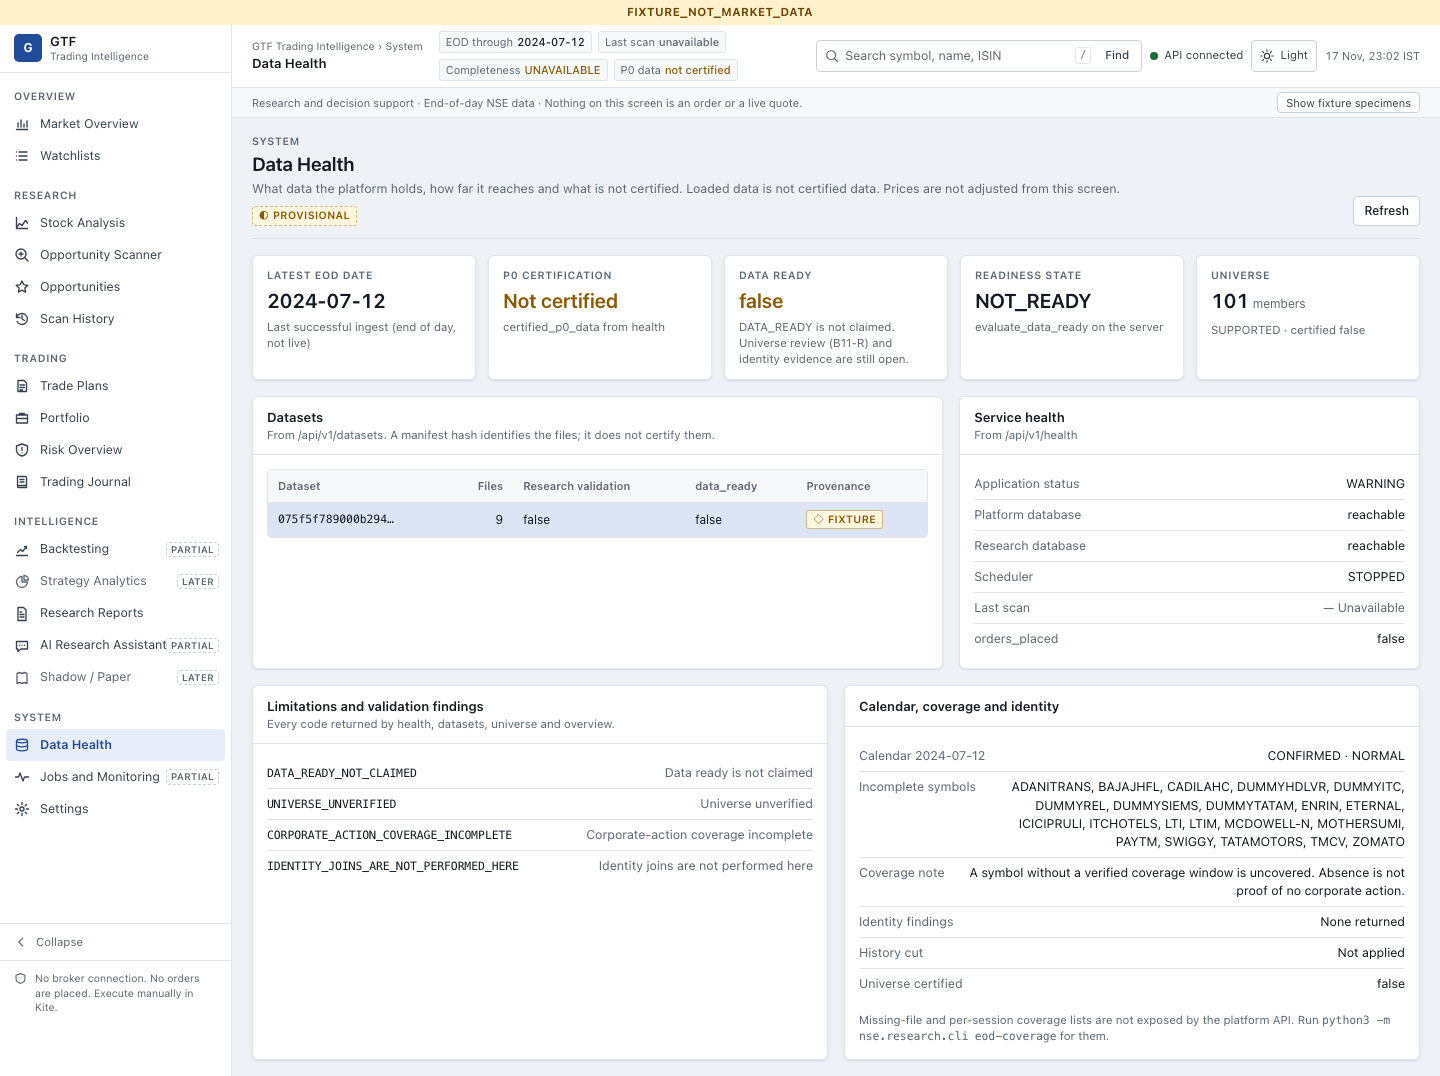 FIXTURE_NOT_MARKET_DATA
G
GTF
Trading Intelligence
GTF Trading Intelligence › System
Data Health
EOD through 2024-07-12
Last scan unavailable
Completeness UNAVAILABLE
P0 data not certified
Search symbol, name, ISIN
/
Find
API connected
Light
17 Nov, 23:02 IST
Research and decision support · End-of-day NSE data · Nothing on this screen is an order or a live quote.
Show fixture specimens
OVERVIEW
Market Overview
Watchlists
RESEARCH
Stock Analysis
Opportunity Scanner
Opportunities
Scan History
TRADING
Trade Plans
Portfolio
Risk Overview
Trading Journal
INTELLIGENCE
Backtesting PARTIAL
Strategy Analytics LATER
Research Reports
AI Research Assistant PARTIAL
Shadow / Paper LATER
SYSTEM
Data Health
Jobs and Monitoring PARTIAL
Settings
Collapse
No broker connection. No orders
are placed. Execute manually in
Kite.
SYSTEM
Data Health
What data the platform holds, how far it reaches and what is not certified. Loaded data is not certified data. Prices are not adjusted from this screen.
PROVISIONAL
Refresh
LATEST EOD DATE
2024-07-12
Last successful ingest (end of day,
not live)
P0 CERTIFICATION
Not certified
certified_p0_data from health
DATA READY
false
DATA_READY is not claimed.
Universe review (B11-R) and
identity evidence are still open.
READINESS STATE
NOT_READY
evaluate_data_ready on the server
UNIVERSE
101 members
SUPPORTED · certified false
Datasets
From /api/v1/datasets. A manifest hash identifies the files; it does not certify them.
Dataset Files Research validation data_ready Provenance
075f5f789000b294… 9 false false FIXTURE
Service health
From /api/v1/health
Application status WARNING
Platform database reachable
Research database reachable
Scheduler STOPPED
Last scan — Unavailable
orders_placed false
Limitations and validation findings
Every code returned by health, datasets, universe and overview.
DATA_READY_NOT_CLAIMED Data ready is not claimed
UNIVERSE_UNVERIFIED Universe unverified
CORPORATE_ACTION_COVERAGE_INCOMPLETE Corporate-action coverage incomplete
IDENTITY_JOINS_ARE_NOT_PERFORMED_HERE Identity joins are not performed here
Calendar, coverage and identity
Calendar 2024-07-12 CONFIRMED · NORMAL
Incomplete symbols ADANITRANS, BAJAJHFL, CADILAHC, DUMMYHDLVR, DUMMYITC,
DUMMYREL, DUMMYSIEMS, DUMMYTATAM, ENRIN, ETERNAL,
ICICIPRULI, ITCHOTELS, LTI, LTIM, MCDOWELL-N, MOTHERSUMI,
PAYTM, SWIGGY, TATAMOTORS, TMCV, ZOMATO
Coverage note A symbol without a verified coverage window is uncovered. Absence is not
proof of no corporate action.
Identity findings None returned
History cut Not applied
Universe certified false
Missing-file and per-session coverage lists are not exposed by the platform API. Run python3 -m
nse.research.cli eod-coverage for them.